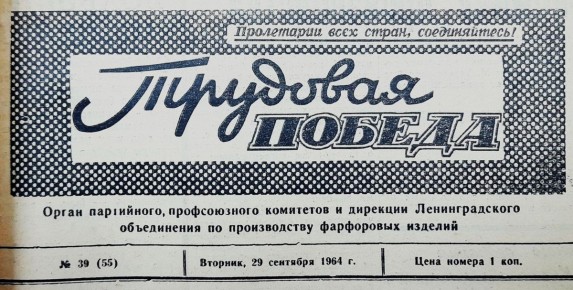 Пролетарии всех стран, соединяйтесь!
Трудовая
ПОБЕДА
Орган партийного, профсоюзного комитетов и дирекции Ленинградского
объединения по производству фарфоровых изделий
№ 39 (55) Вторник, 29 сентября 1964 г. Цена номера 1 коп.